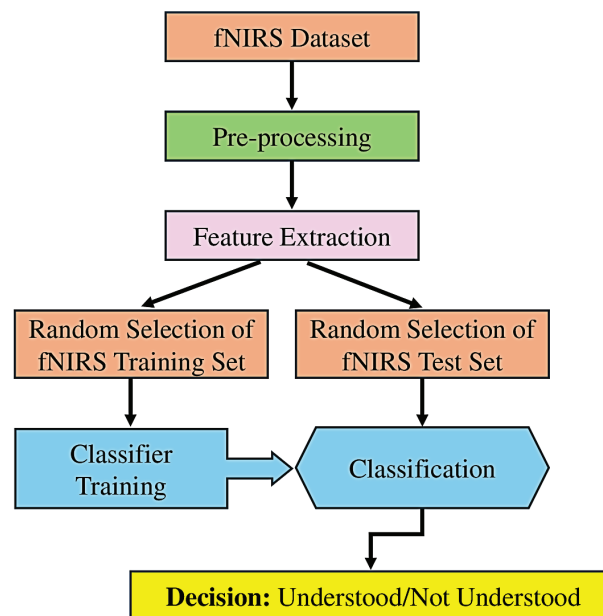 fNIRS Dataset
Pre-processing
Feature Extraction
Random Selection of
fNIRS Training Set
Random Selection of
fNIRS Test Set
Classifier
Training
Classification
Decision: Understood/Not Understood